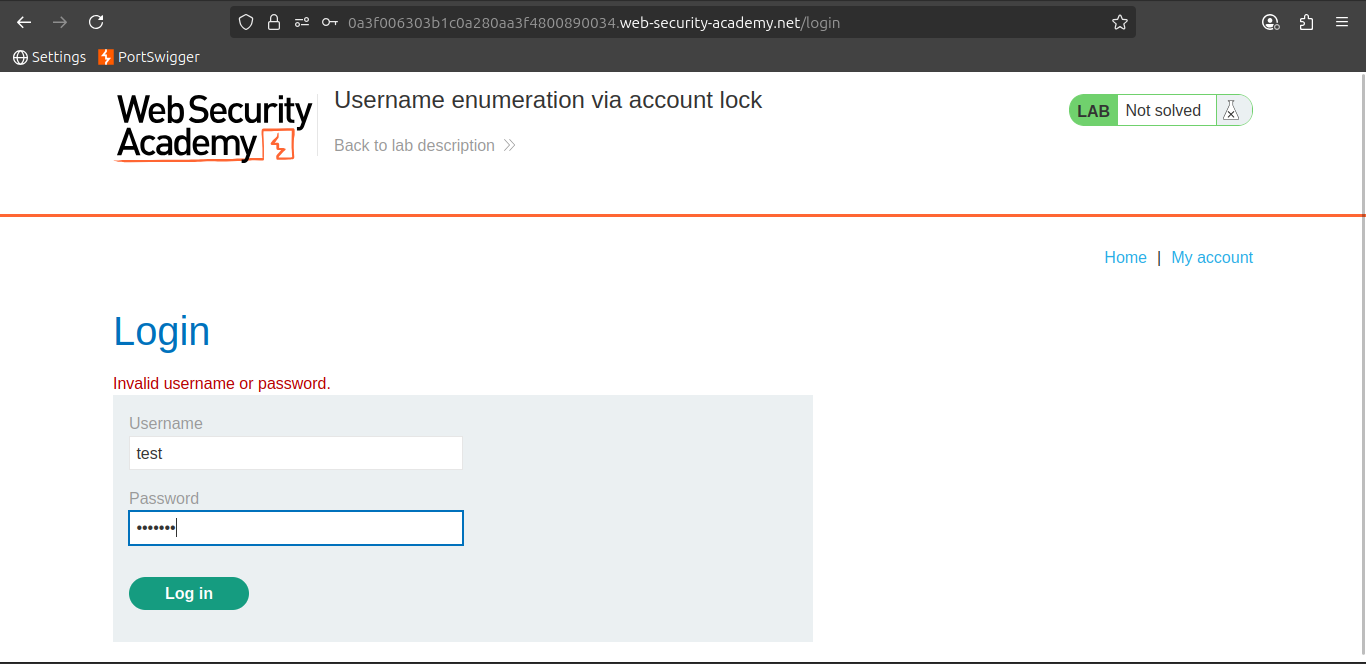 0a3f006303b1c0a280aa3f4800890034.web-security-academy.net/login
Settings PortSwigger
Web Security
Academy
Username enumeration via account lock
Back to lab description
LAB Not solved
Home | My account
Login
Invalid username or password.
Username
test
Password
•••••••
Log in